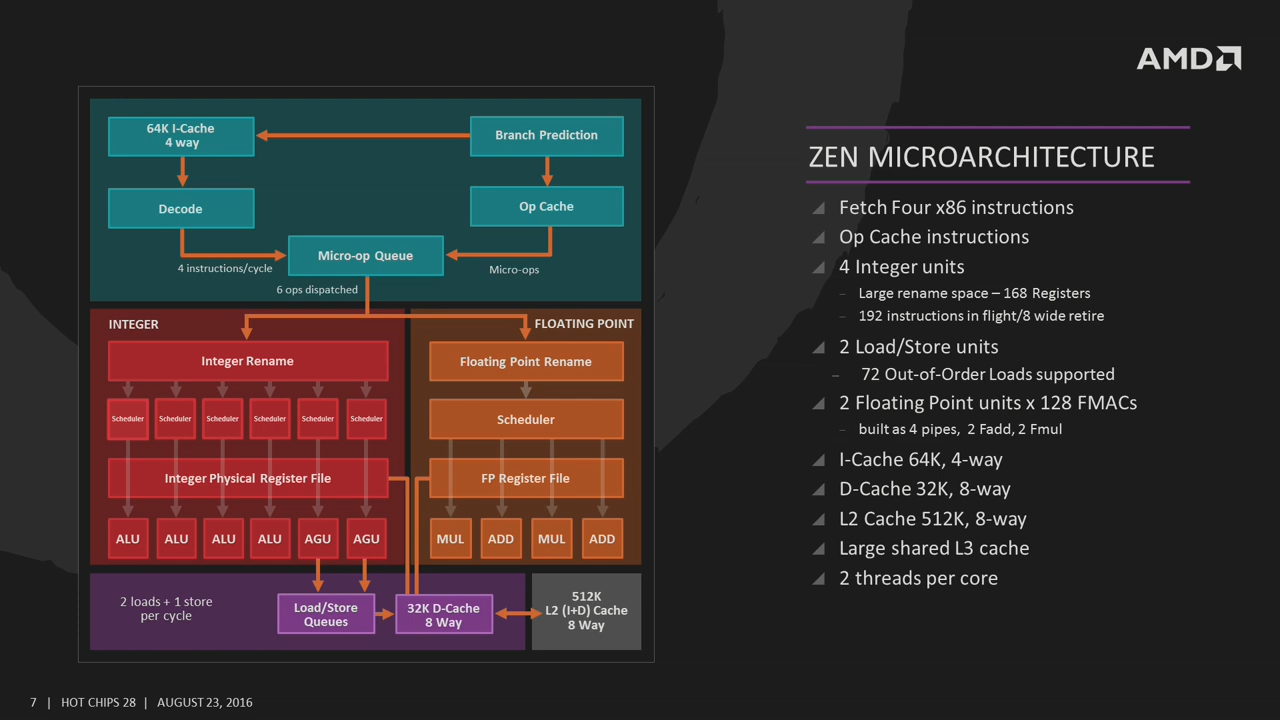 AMD
64K I-Cache
4 way
Branch Prediction
Decode
Op Cache
Micro-op Queue
4 instructions/cycle
Micro-ops
6 ops dispatched
INTEGER
FLOATING POINT
Integer Rename
Floating Point Rename
Scheduler
Scheduler
Scheduler
Scheduler
Scheduler
Scheduler
Scheduler
Integer Physical Register File
FP Register File
ALU
ALU
ALU
ALU
AGU
AGU
MUL
ADD
MUL
ADD
2 loads + 1 store
per cycle
Load/Store
Queues
32K D-Cache
8 Way
512K
L2 (I+D) Cache
8 Way
ZEN MICROARCHITECTURE
Fetch Four x86 instructions
Op Cache instructions
4 Integer units
– Large rename space – 168 Registers
– 192 instructions in flight/8 wide retire
2 Load/Store units
– 72 Out-of-Order Loads supported
2 Floating Point units x 128 FMACs
– built as 4 pipes, 2 Fadd, 2 Fmul
I-Cache 64K, 4-way
D-Cache 32K, 8-way
L2 Cache 512K, 8-way
Large shared L3 cache
2 threads per core
7 | HOT CHIPS 28 | AUGUST 23, 2016